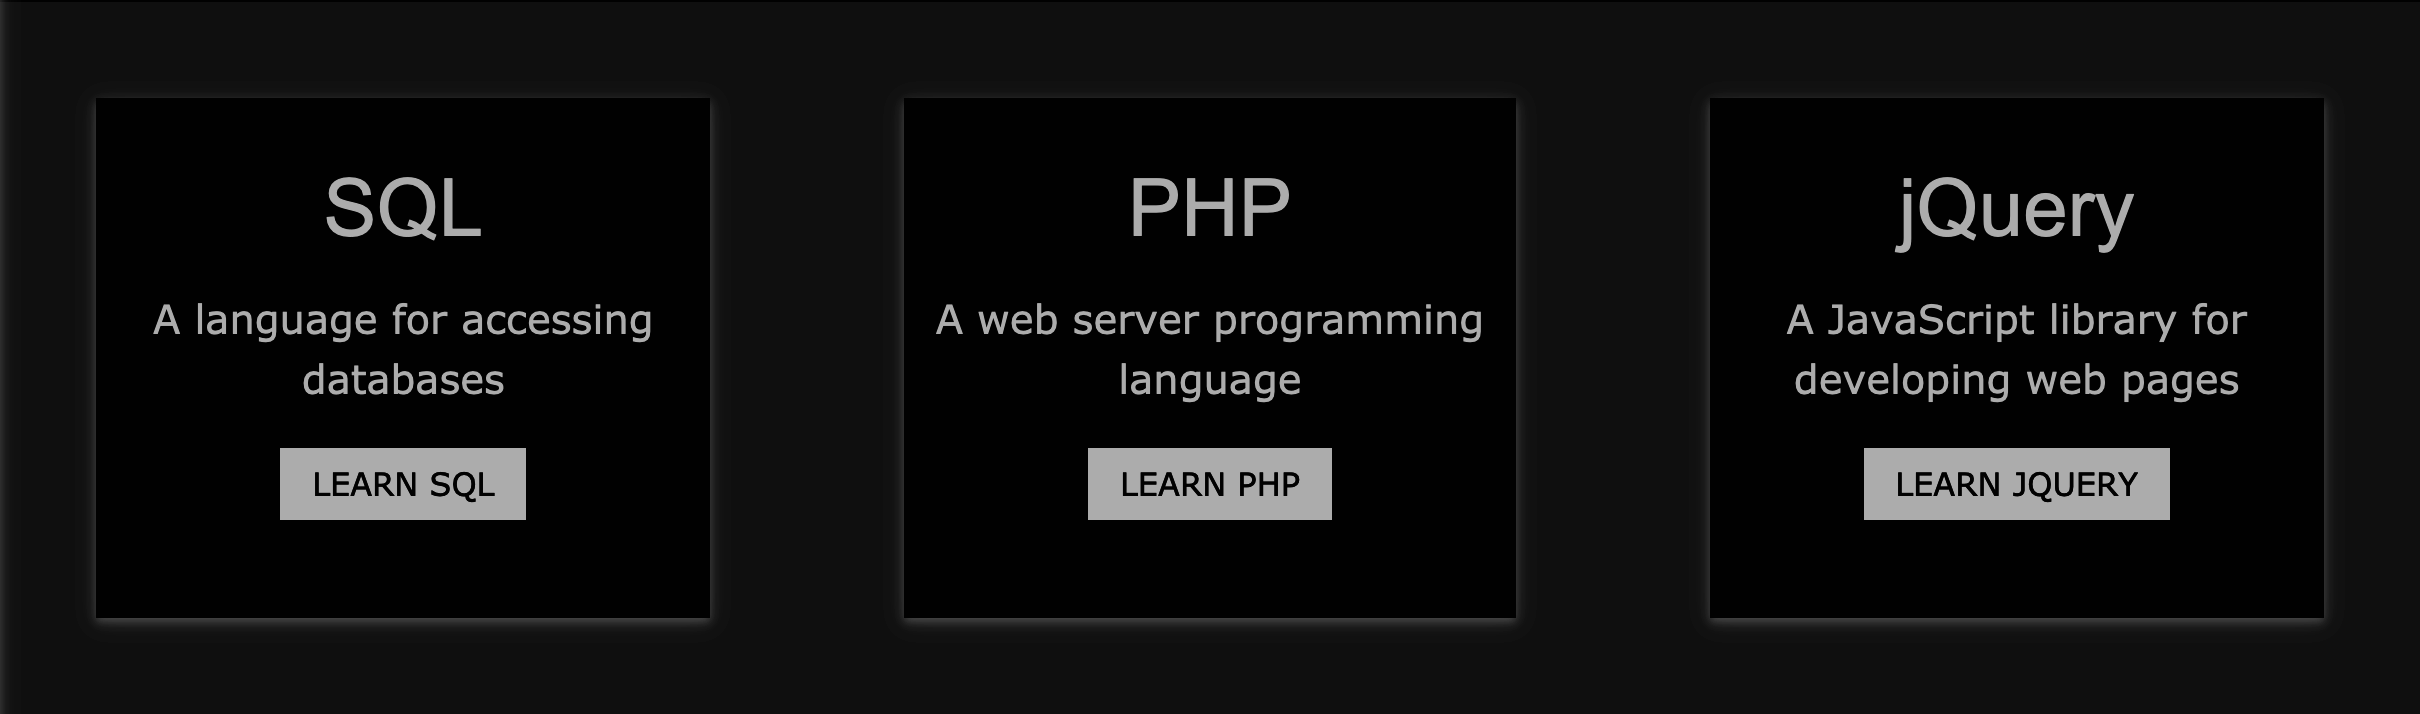 SQL
A language for accessing
databases
LEARN SQL
PHP
A web server programming
language
LEARN PHP
jQuery
A JavaScript library for
developing web pages
LEARN JQUERY